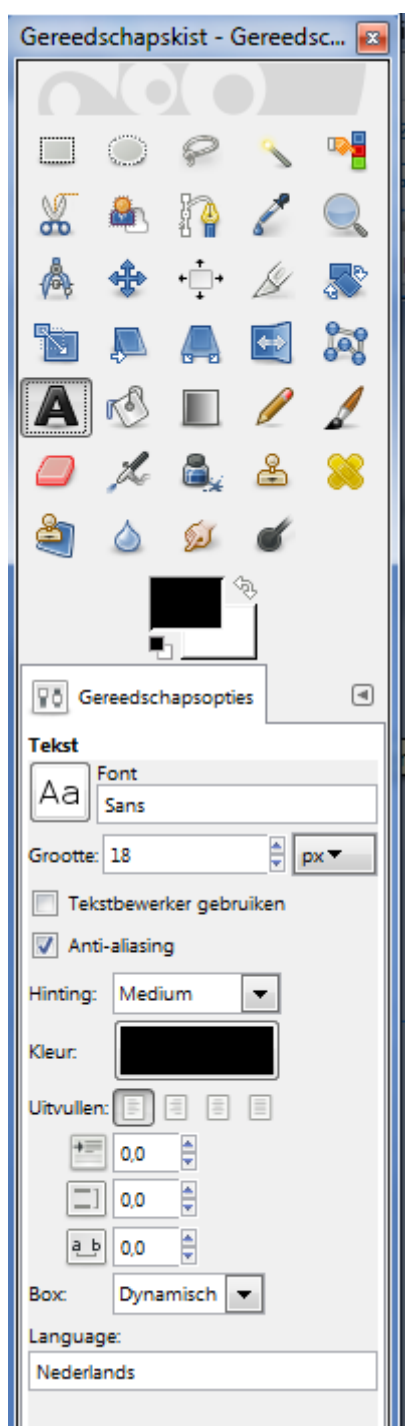 Gereedschapskist - Gereedsc...
A
Gereedschapsopties
Tekst
Aa
Font
Sans
Grootte: 18 px
Tekstbewerker gebruiken
Anti-aliasing
Hinting: Medium
Kleur:
Uitvullen:
0,0
0,0
a b 0,0
Box: Dynamisch
Language:
Nederlands